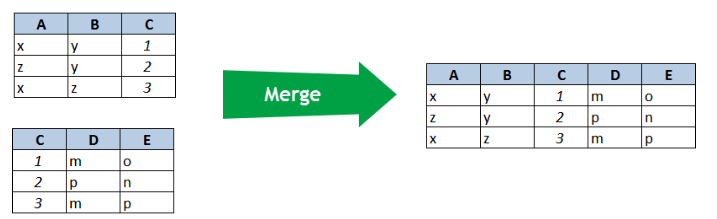 A B C
x y 1
z y 2
x z 3
C D E
1 m o
2 p n
3 m p
Merge
A B C D E
x y 1 m o
z y 2 p n
x z 3 m p